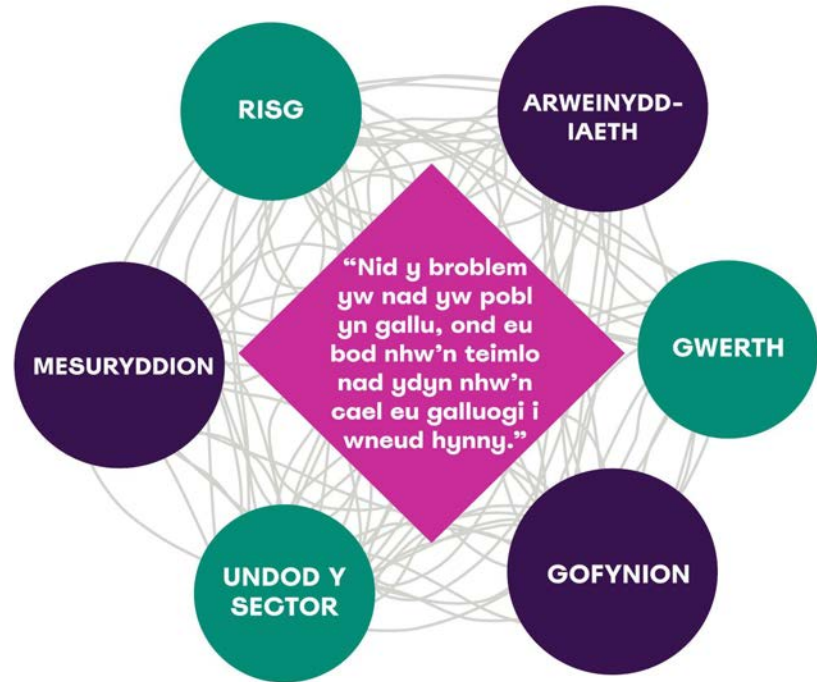 RISG
ARWEINYDD-
IAETH
“Nid y broblem
yw nad yw pobl
yn gallu, ond eu
bod nhw’n teimlo
nad ydyn nhw’n
cael eu galluogi i
wneud hynny.”
MESURYDDION
GWERTH
UNDOD Y
SECTOR
GOFYNION